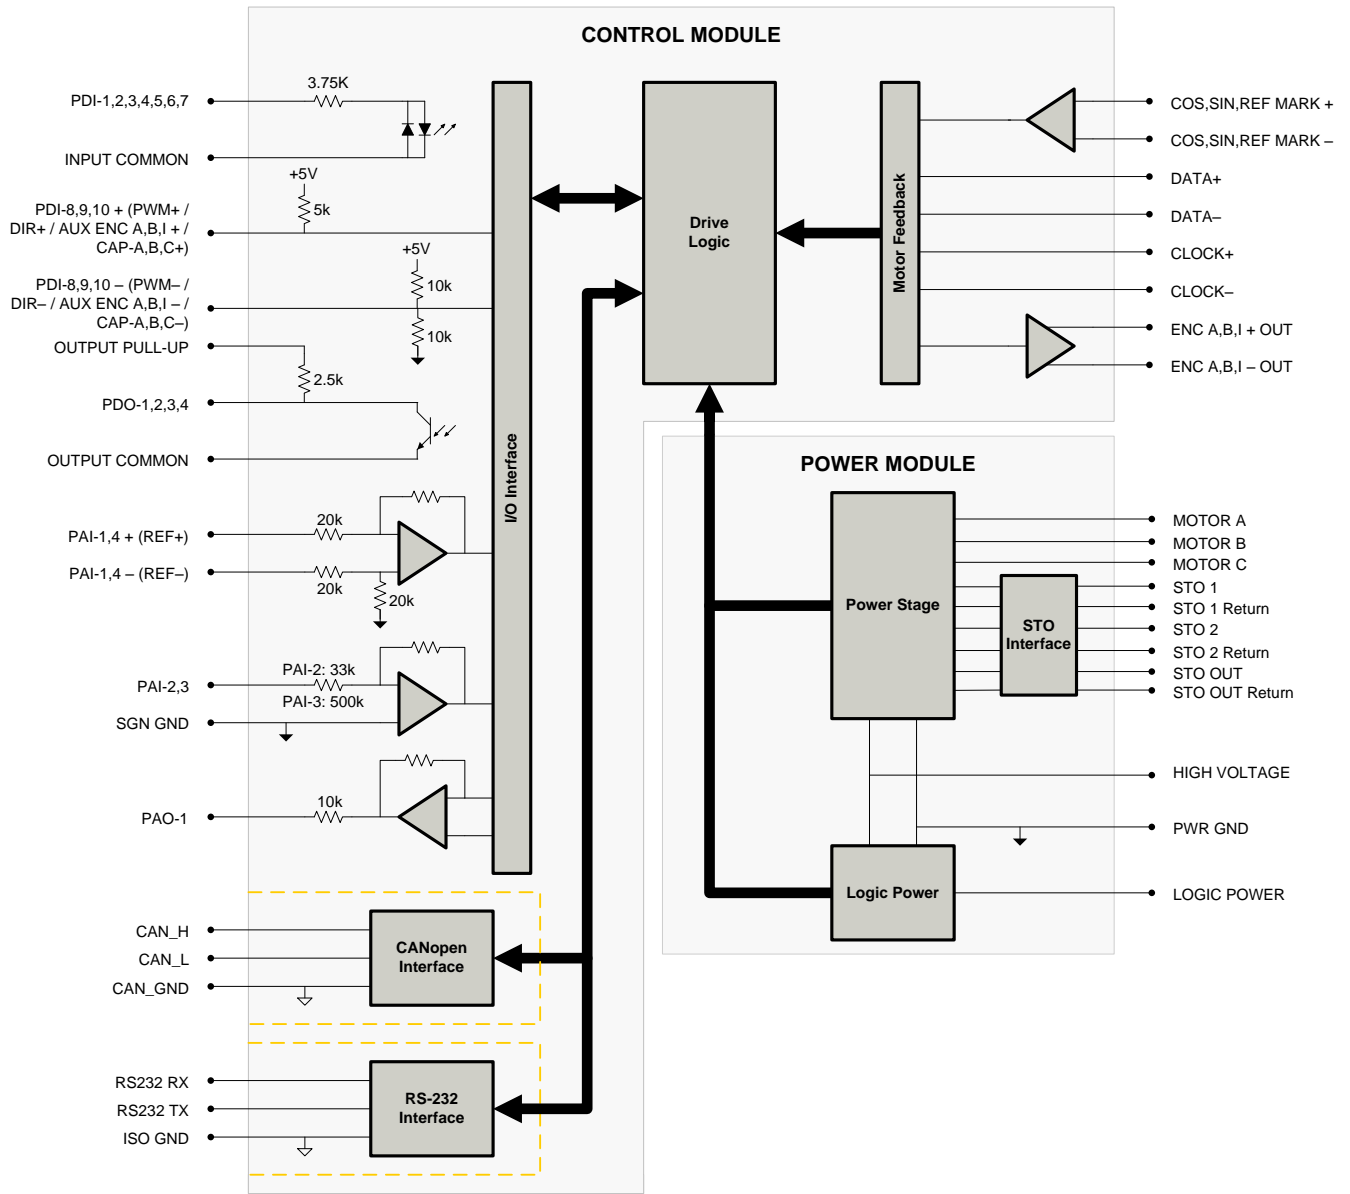 CONTROL MODULE
PDI-1,2,3,4,5,6,7
3.75K
INPUT COMMON
+5V
5k
PDI-8,9,10 + (PWM+ /
DIR+ / AUX ENC A,B,I + /
CAP-A,B,C+)
+5V
10k
PDI-8,9,10 – (PWM– /
DIR– / AUX ENC A,B,I – /
CAP-A,B,C–)
10k
OUTPUT PULL-UP
2.5k
PDO-1,2,3,4
OUTPUT COMMON
PAI-1,4 + (REF+)
20k
PAI-1,4 – (REF–)
20k
20k
PAI-2: 33k
PAI-2,3
PAI-3: 500k
SGN GND
PAO-1
10k
I/O Interface
Drive
Logic
Motor Feedback
COS,SIN,REF MARK +
COS,SIN,REF MARK –
DATA+
DATA–
CLOCK+
CLOCK–
ENC A,B,I + OUT
ENC A,B,I – OUT
POWER MODULE
Power Stage
STO
Interface
MOTOR A
MOTOR B
MOTOR C
STO 1
STO 1 Return
STO 2
STO 2 Return
STO OUT
STO OUT Return
HIGH VOLTAGE
PWR GND
Logic Power
LOGIC POWER
CAN_H
CAN_L
CAN_GND
CANopen
Interface
RS232 RX
RS232 TX
ISO GND
RS-232
Interface